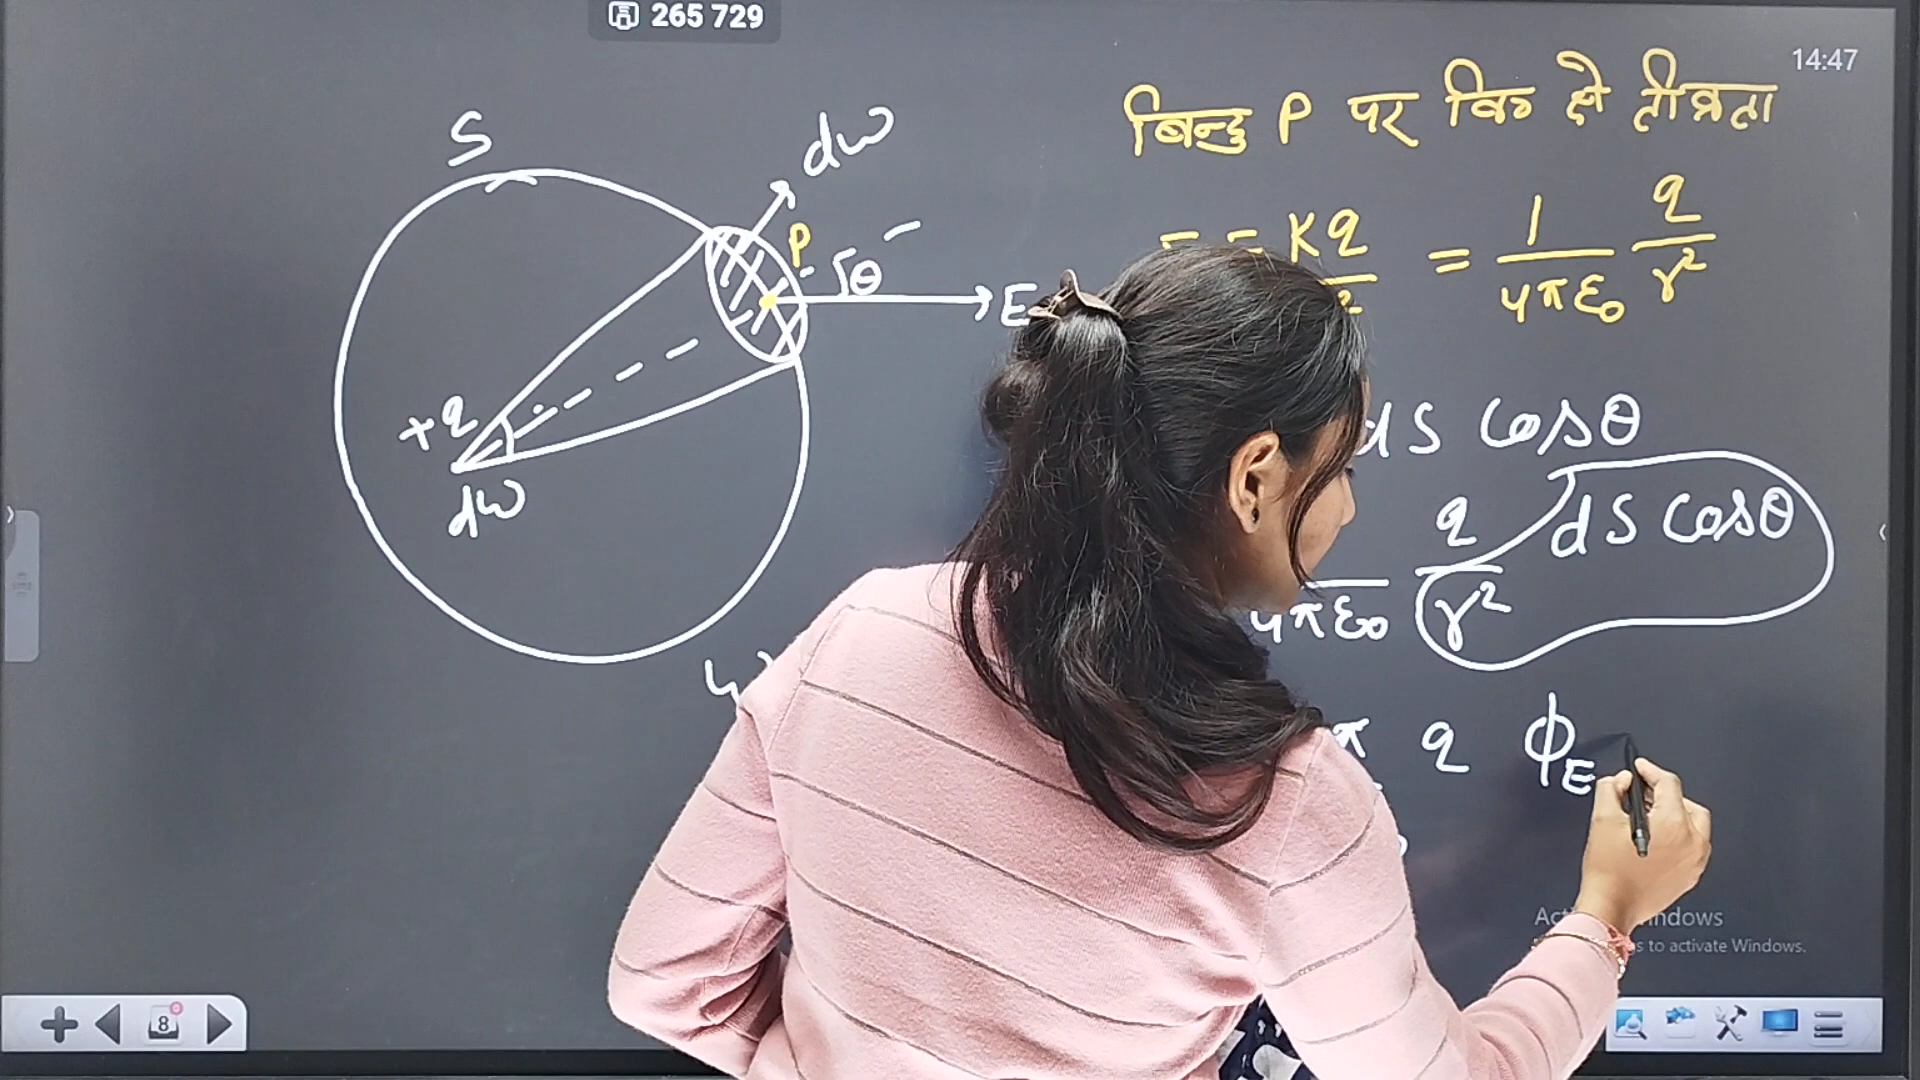 265 729
14:47
बिन्दु P पर वि० क्षे० तीव्रता
= Kq = 1/4πε₀ q/r²
S
dω
P
θ
E
+q
dω
dS cosθ
4πε₀ q/r² dS cosθ
q ϕE
Windows
to activate Windows.
8